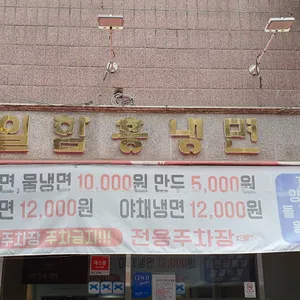 일할홍냉면
면,물냉면 10.000원 만두 5,000원
면 12,000원 야채냉면 12,000원
주차장 주차금지!!! 전용주차장